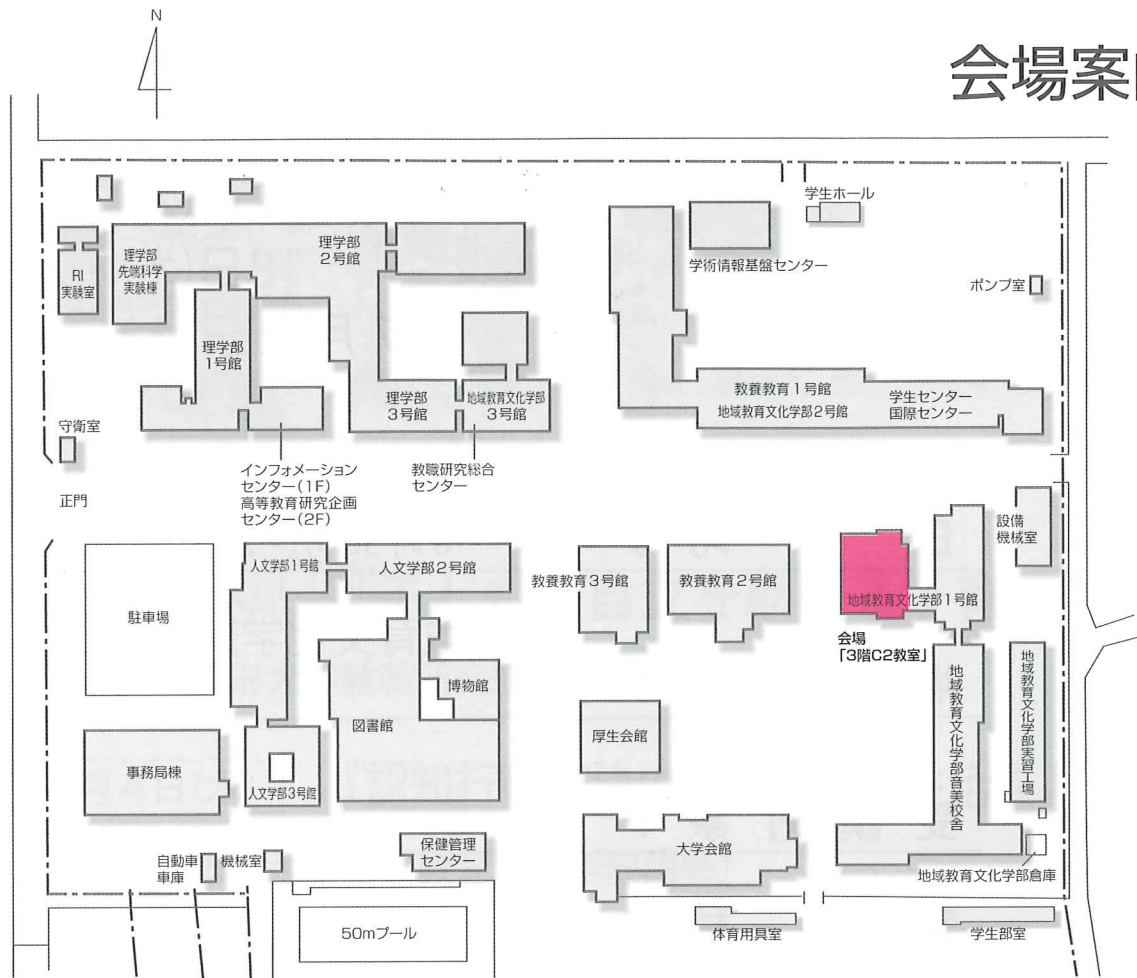 N
会場案
学生ホール
理学部
2号館
理学部
先端科学
実験棟
RI
実験室
学術情報基盤センター
ポンプ室
理学部
1号館
理学部
3号館
地域教育文化学部
3号館
教養教育1号館
地域教育文化学部2号館
学生センター
国際センター
守衛室
インフォメーション
センター(1F)
高等教育研究企画
センター(2F)
教職研究総合
センター
正門
設備
機械室
人文学部1号館
人文学部2号館
教養教育3号館
教養教育2号館
地域教育文化学部1号館
駐車場
会場
「3階C2教室」
博物館
図書館
厚生会館
地域教育文化学部音美校舎
地域教育文化学部実習工場
事務局棟
人文学部3号館
保健管理
センター
大学会館
自動車
車庫
機械室
地域教育文化学部倉庫
50mプール
体育用具室
学生部室